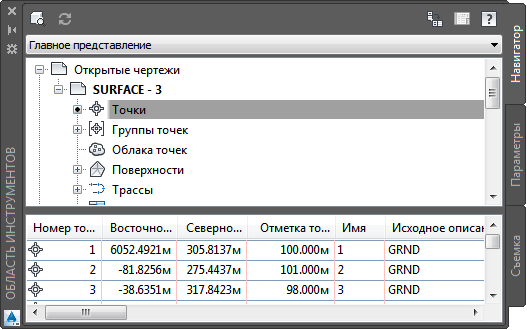 Главное представление
Открытые чертежи
SURFACE - 3
Точки
Группы точек
Облака точек
Поверхности
Трассы
Номер то... Восточно... Северно... Отметка то... Имя Исходное описан
1 6052.4921м 305.8137м 100.000м 1 GRND
2 -81.8256м 275.4437м 101.000м 2 GRND
3 -38.6351м 317.8423м 98.000м 3 GRND
ОБЛАСТЬ ИНСТРУМЕНТОВ
Навигатор
Параметры
Съемка